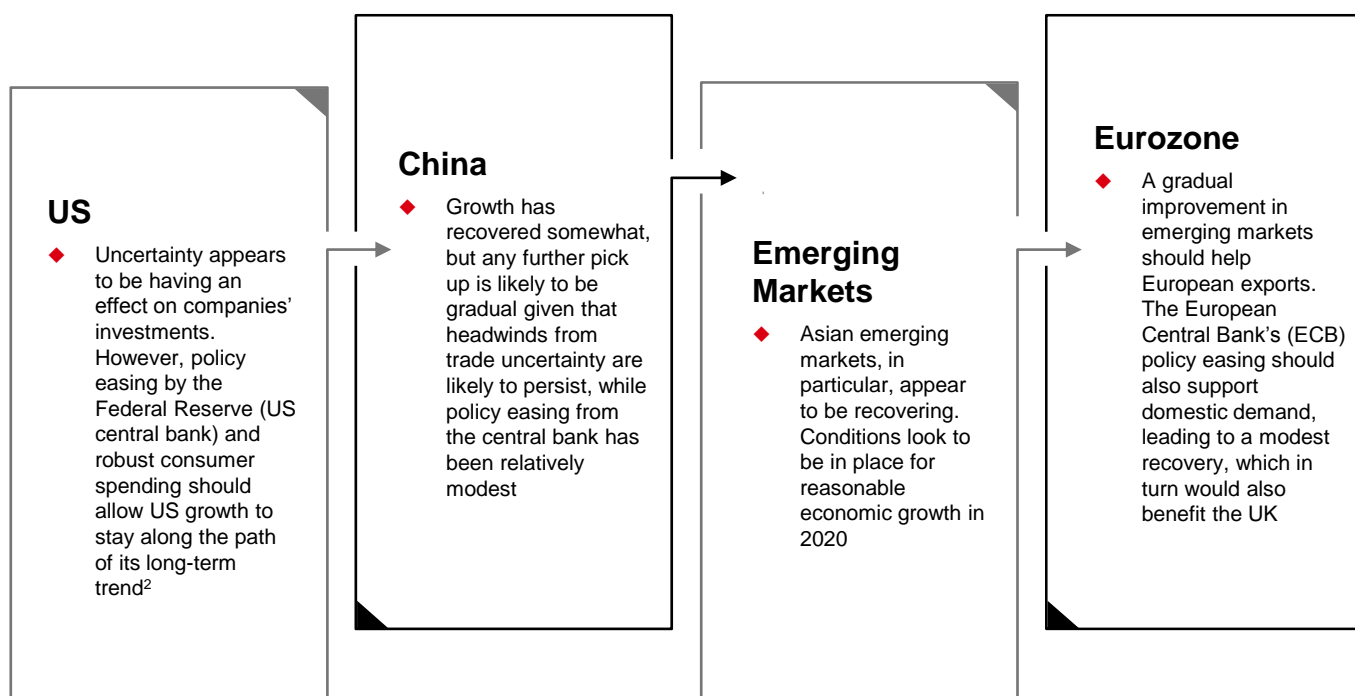 US
Uncertainty appears
to be having an
effect on companies’
investments.
However, policy
easing by the
Federal Reserve (US
central bank) and
robust consumer
spending should
allow US growth to
stay along the path
of its long-term
trend²
China
Growth has
recovered somewhat,
but any further pick
up is likely to be
gradual given that
headwinds from
trade uncertainty are
likely to persist, while
policy easing from
the central bank has
been relatively
modest
Emerging
Markets
Asian emerging
markets, in
particular, appear
to be recovering.
Conditions look to
be in place for
reasonable
economic growth in
2020
Eurozone
A gradual
improvement in
emerging markets
should help
European exports.
The European
Central Bank’s (ECB)
policy easing should
also support
domestic demand,
leading to a modest
recovery, which in
turn would also
benefit the UK